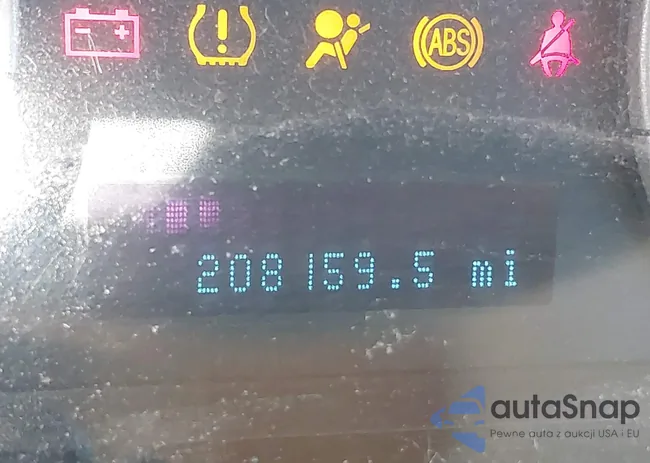 ABS
208159.5 mi
autaSnap
Pewne auta z aukcji USA i EU